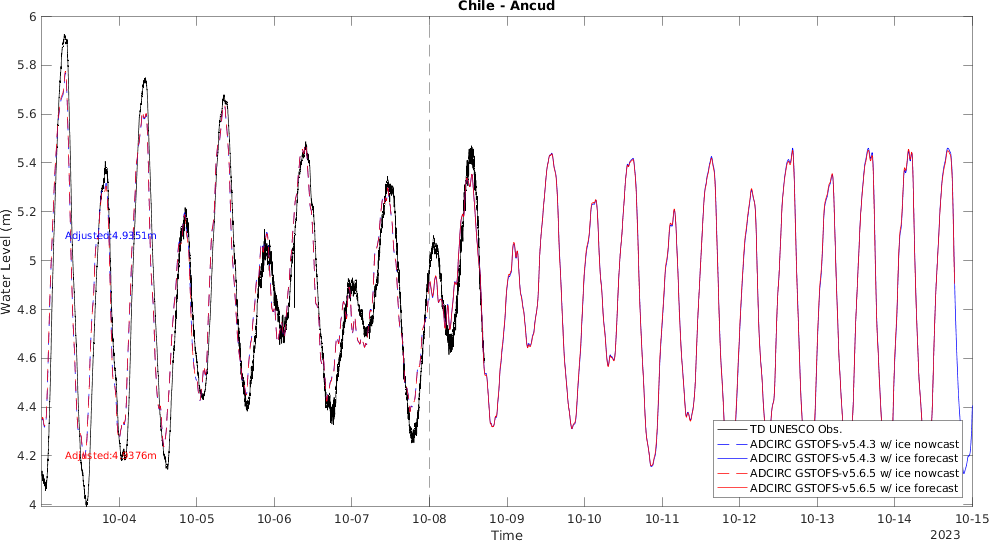 Chile - Ancud
Water Level (m)
6
5.8
5.6
5.4
5.2
5
4.8
4.6
4.4
4.2
4
Adjusted:4.9351m
Adjusted:4.9376m
TD UNESCO Obs.
ADCIRC GSTOFS-v5.4.3 w/ ice nowcast
ADCIRC GSTOFS-v5.4.3 w/ ice forecast
ADCIRC GSTOFS-v5.6.5 w/ ice nowcast
ADCIRC GSTOFS-v5.6.5 w/ ice forecast
10-04 10-05 10-06 10-07 10-08 10-09 10-10 10-11 10-12 10-13 10-14 10-15
Time
2023